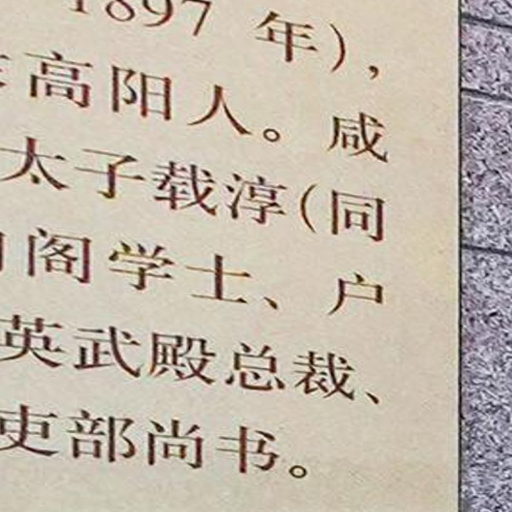 1897 年),
高阳人。咸
太子载淳(同
阁学士、户
英武殿总裁、
吏部尚书。